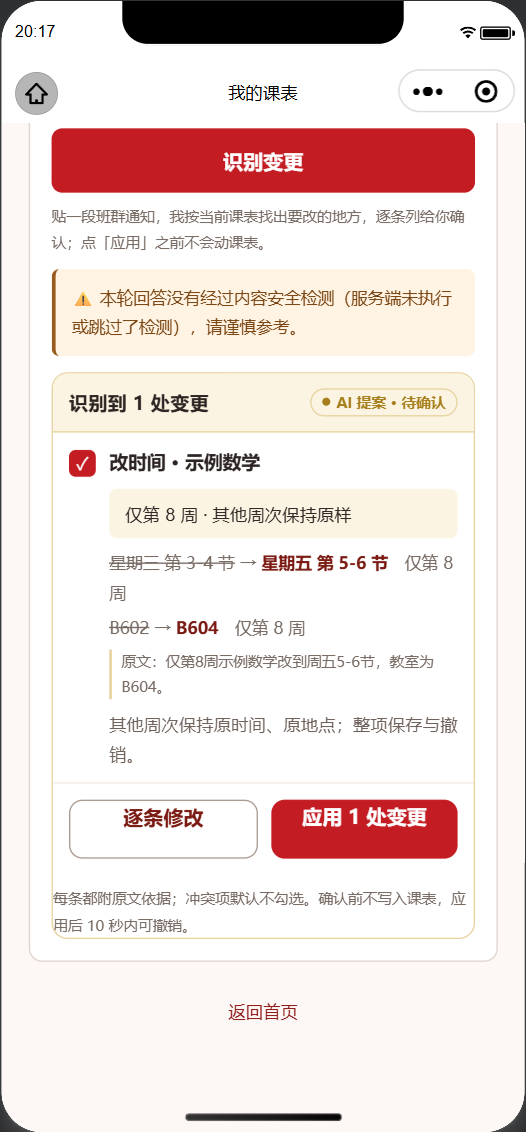 20:17
我的课表
识别变更
贴一段班群通知，我按当前课表找出要改的地方，逐条列给你确
认；点「应用」之前不会动课表。
⚠️ 本轮回答没有经过内容安全检测（服务端未执行
或跳过了检测），请谨慎参考。
识别到 1 处变更
AI 提案 · 待确认
改时间 · 示例数学
仅第 8 周 · 其他周次保持原样
星期三 第 3-4 节 → 星期五 第 5-6 节 仅第 8
周
B602 → B604 仅第 8 周
原文：仅第8周示例数学改到周五5-6节，教室为
B604。
其他周次保持原时间、原地点；整项保存与撤
销。
逐条修改
应用 1 处变更
每条都附原文依据；冲突项默认不勾选。确认前不写入课表，应
用后 10 秒内可撤销。
返回首页